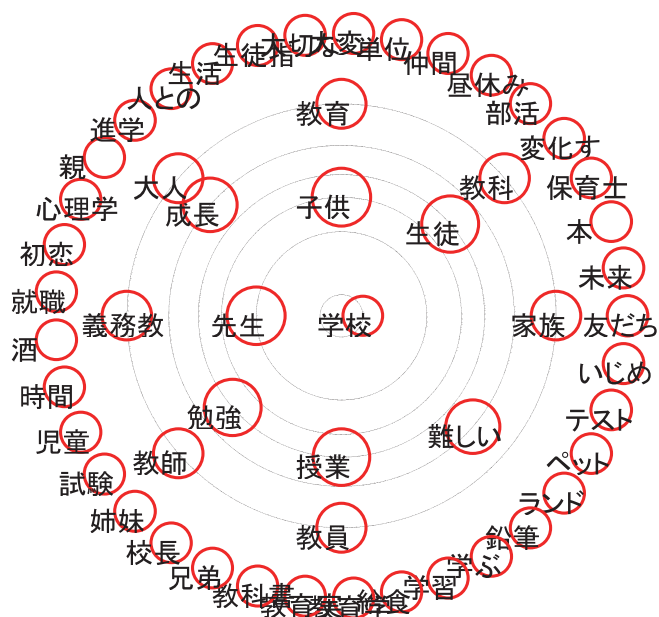 大切な
大変
単位
仲間
生徒指
生活
昼休み
人との
部活
教育
進学
変化す
親
大人
教科
保育士
心理学
成長
子供
生徒
本
初恋
未来
就職
義務教
先生
学校
家族
友だち
酒
いじめ
時間
勉強
テスト
児童
教師
授業
難しい
ペット
試験
ランド
姉妹
教員
鉛筆
校長
学ぶ
兄弟
学習
教科書
給食